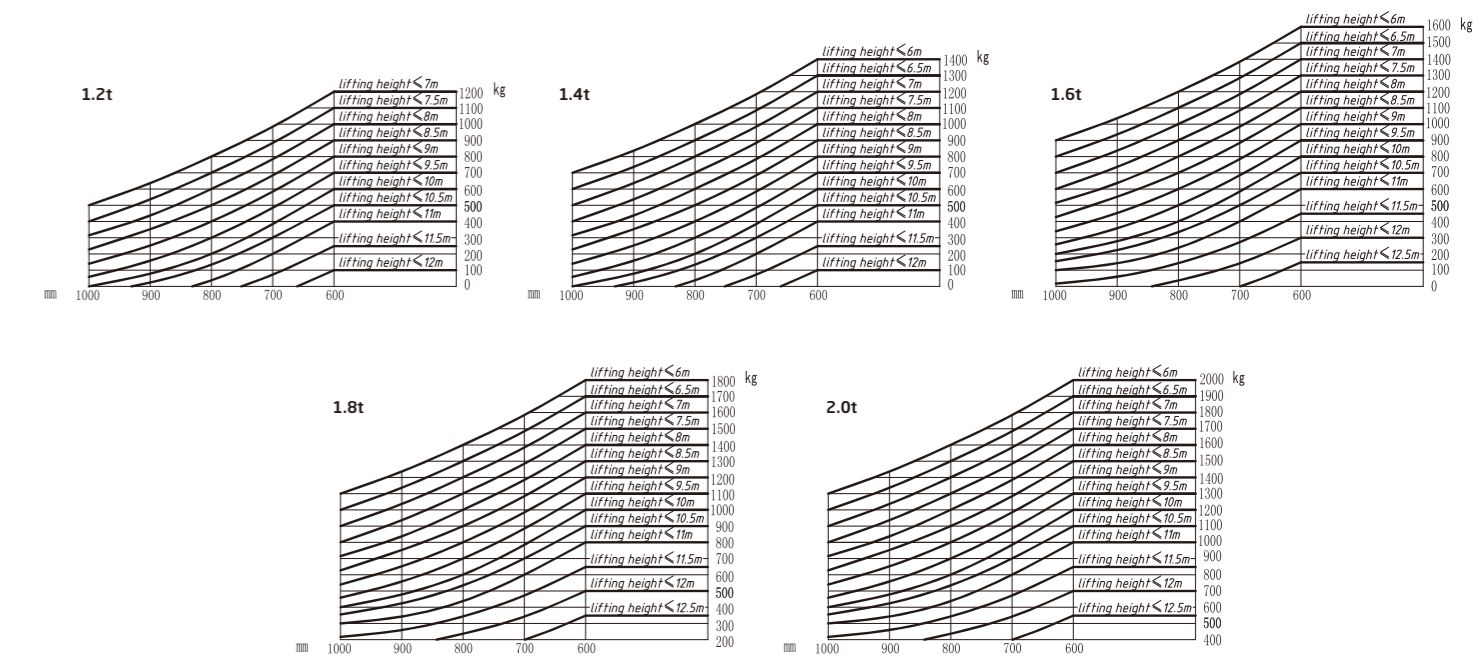 1.2t
lifting height≤7m
lifting height≤7.5m
lifting height≤8m
lifting height≤8.5m
lifting height≤9m
lifting height≤9.5m
lifting height≤10m
lifting height≤10.5m
lifting height≤11m
lifting height≤11.5m
lifting height≤12m
1200 kg
1100
1000
900
800
700
600
500
400
300
200
100
0
mm 1000 900 800 700 600
1.4t
lifting height≤6m
lifting height≤6.5m
lifting height≤7m
lifting height≤7.5m
lifting height≤8m
lifting height≤8.5m
lifting height≤9m
lifting height≤9.5m
lifting height≤10m
lifting height≤10.5m
lifting height≤11m
lifting height≤11.5m
lifting height≤12m
1400 kg
1300
1200
1100
1000
900
800
700
600
500
400
300
200
100
0
mm 1000 900 800 700 600
1.6t
lifting height≤6m
lifting height≤6.5m
lifting height≤7m
lifting height≤7.5m
lifting height≤8m
lifting height≤8.5m
lifting height≤9m
lifting height≤9.5m
lifting height≤10m
lifting height≤10.5m
lifting height≤11m
lifting height≤11.5m
lifting height≤12m
lifting height≤12.5m
1600 kg
1500
1400
1300
1200
1100
1000
900
800
700
600
500
400
300
200
100
0
mm 1000 900 800 700 600
1.8t
lifting height≤6m
lifting height≤6.5m
lifting height≤7m
lifting height≤7.5m
lifting height≤8m
lifting height≤8.5m
lifting height≤9m
lifting height≤9.5m
lifting height≤10m
lifting height≤10.5m
lifting height≤11m
lifting height≤11.5m
lifting height≤12m
lifting height≤12.5m
1800 kg
1700
1600
1500
1400
1300
1200
1100
1000
900
800
700
600
500
400
300
200
mm 1000 900 800 700 600
2.0t
lifting height≤6m
lifting height≤6.5m
lifting height≤7m
lifting height≤7.5m
lifting height≤8m
lifting height≤8.5m
lifting height≤9m
lifting height≤9.5m
lifting height≤10m
lifting height≤10.5m
lifting height≤11m
lifting height≤11.5m
lifting height≤12m
lifting height≤12.5m
2000 kg
1900
1800
1700
1600
1500
1400
1300
1200
1100
1000
900
800
700
600
500
400
mm 1000 900 800 700 600